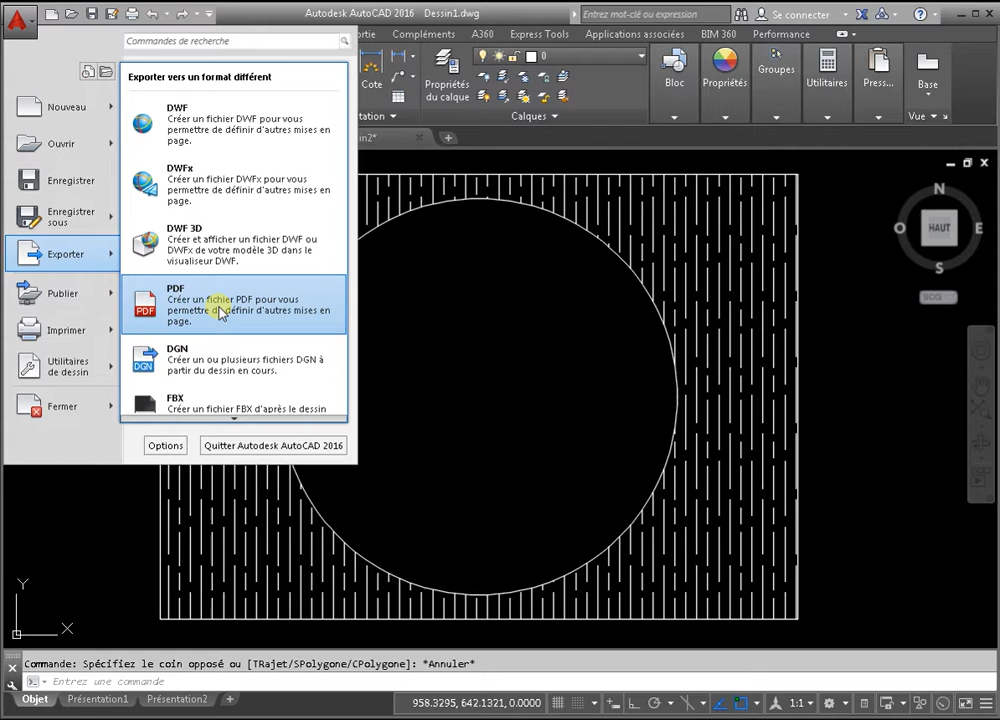 Autodesk AutoCAD 2016 Dessin1.dwg
Entrez mot-clé ou expression
Se connecter
Commandes de recherche
Compléments
A360
Express Tools
Applications associées
BIM 360
Performance
Exporter vers un format différent
Nouveau
Ouvrir
Enregistrer
Enregistrer
sous
Exporter
Publier
Imprimer
Utilitaires
de dessin
Fermer
DWF
Créer un fichier DWF pour vous
permettre de définir d'autres mises en
page.
DWFx
Créer un fichier DWFx pour vous
permettre de définir d'autres mises en
page.
DWF 3D
Créer et afficher un fichier DWF ou
DWFx de votre modèle 3D dans le
visualiseur DWF.
PDF
Créer un fichier PDF pour vous
permettre de définir d'autres mises en
page.
DGN
Créer un ou plusieurs fichiers DGN à
partir du dessin en cours.
FBX
Créer un fichier FBX d'après le dessin
Options
Quitter Autodesk AutoCAD 2016
Cote
Propriétés
du calque
0
Calques
Bloc
Propriétés
Groupes
Utilitaires
Press...
Base
Vue
N
O
HAUT
E
S
SCG
Y
X
Commande: Spécifiez le coin opposé ou [TRajet/SPolygone/CPolygone]: *Annuler*
Entrez une commande
Objet
Présentation1
Présentation2
958.3295, 642.1321, 0.0000
1:1